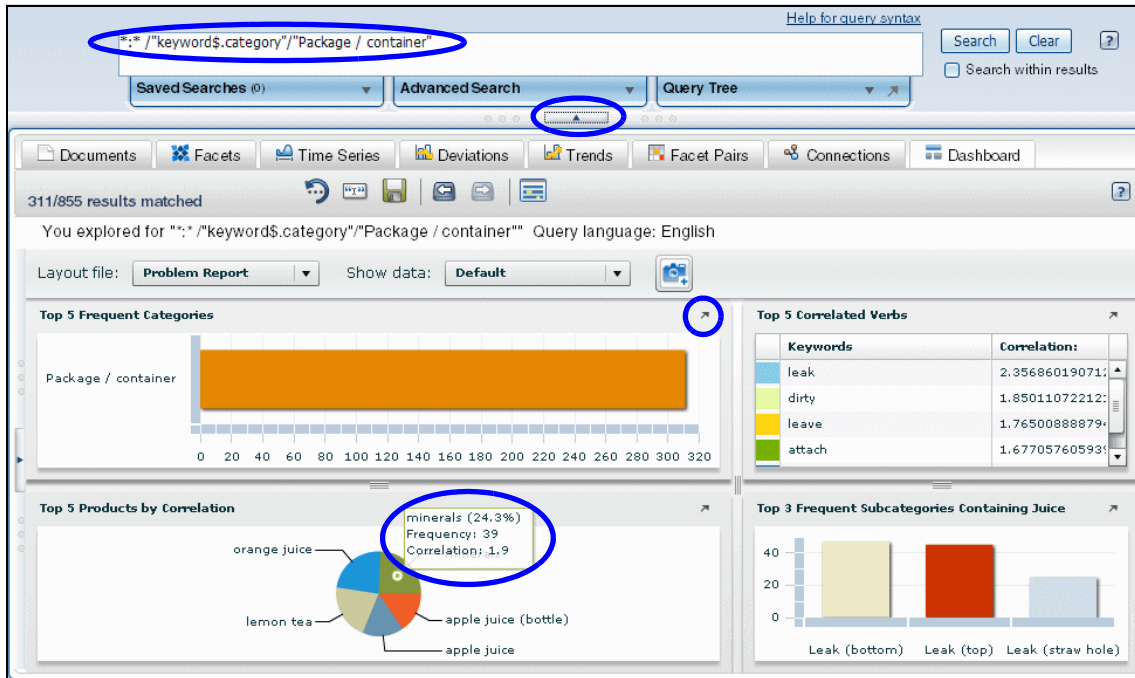 Help for query syntax
*:* /"keyword$.category"/"Package / container"
Search Clear ?
Search within results
Saved Searches (0) Advanced Search Query Tree
Documents Facets Time Series Deviations Trends Facet Pairs Connections Dashboard
311/855 results matched ?
You explored for "*:* /"keyword$.category"/"Package / container"" Query language: English
Layout file: Problem Report Show data: Default
Top 5 Frequent Categories
Package / container
0 20 40 60 80 100 120 140 160 180 200 220 240 260 280 300 320
Top 5 Correlated Verbs
Keywords Correlation:
leak 2.356860190712
dirty 1.85011072212
leave 1.76500888879
attach 1.67705760593
Top 5 Products by Correlation
minerals (24.3%)
Frequency: 39
Correlation: 1.9
orange juice
lemon tea
apple juice (bottle)
apple juice
Top 3 Frequent Subcategories Containing Juice
40
20
0
Leak (bottom) Leak (top) Leak (straw hole)